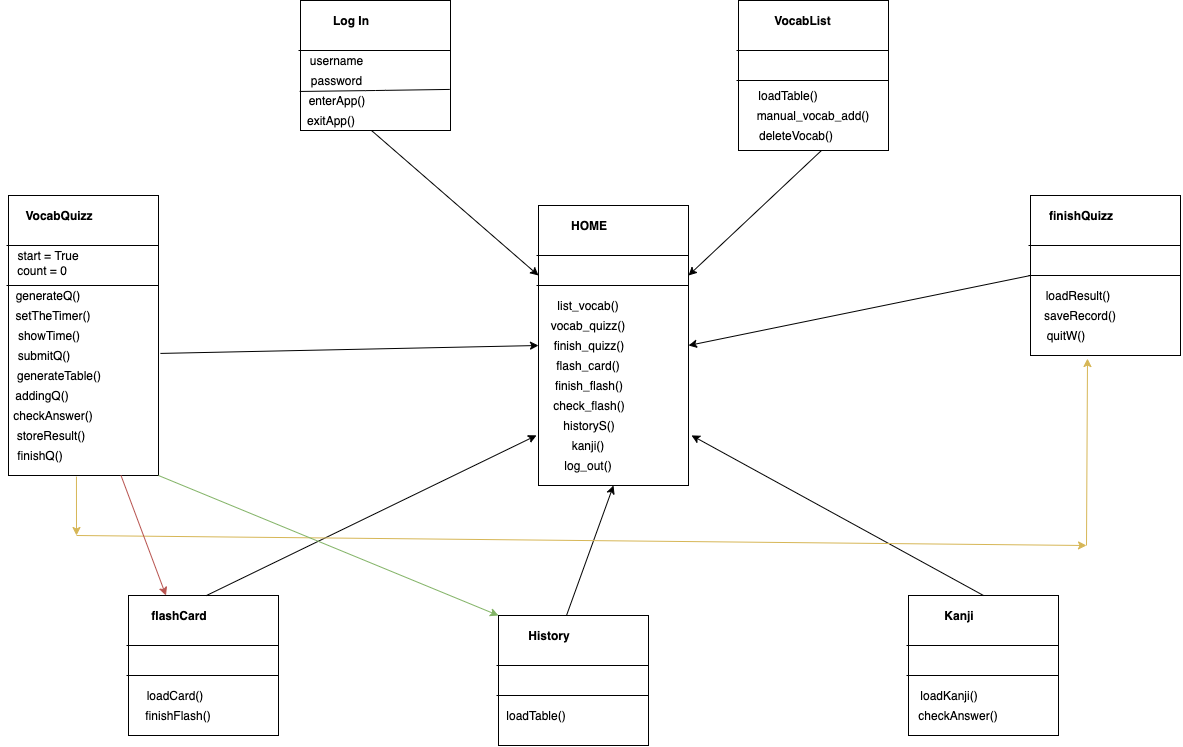 Log In
username
password
enterApp()
exitApp()
VocabList
loadTable()
manual_vocab_add()
deleteVocab()
VocabQuizz
start = True
count = 0
generateQ()
setTheTimer()
showTime()
submitQ()
generateTable()
addingQ()
checkAnswer()
storeResult()
finishQ()
HOME
list_vocab()
vocab_quizz()
finish_quizz()
flash_card()
finish_flash()
check_flash()
historyS()
kanji()
log_out()
finishQuizz
loadResult()
saveRecord()
quitW()
flashCard
loadCard()
finishFlash()
History
loadTable()
Kanji
loadKanji()
checkAnswer()